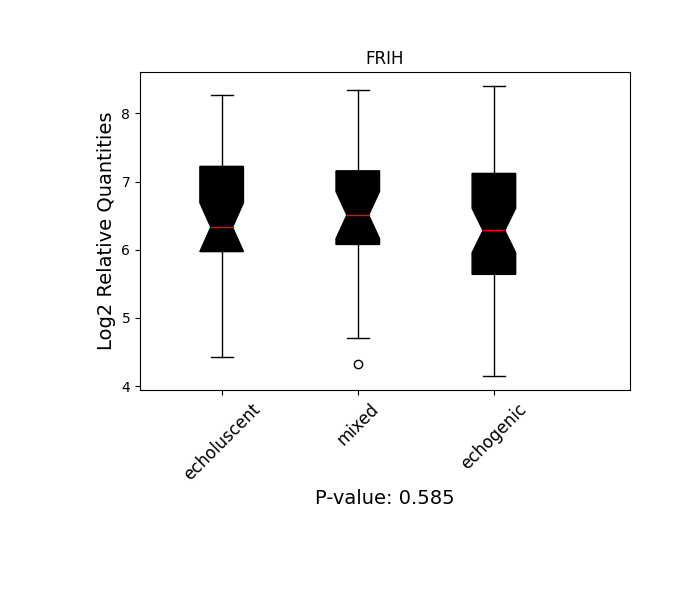 FRIH
Log2 Relative Quantities
8
7
6
5
4
echoluscent
mixed
echogenic
P-value: 0.585